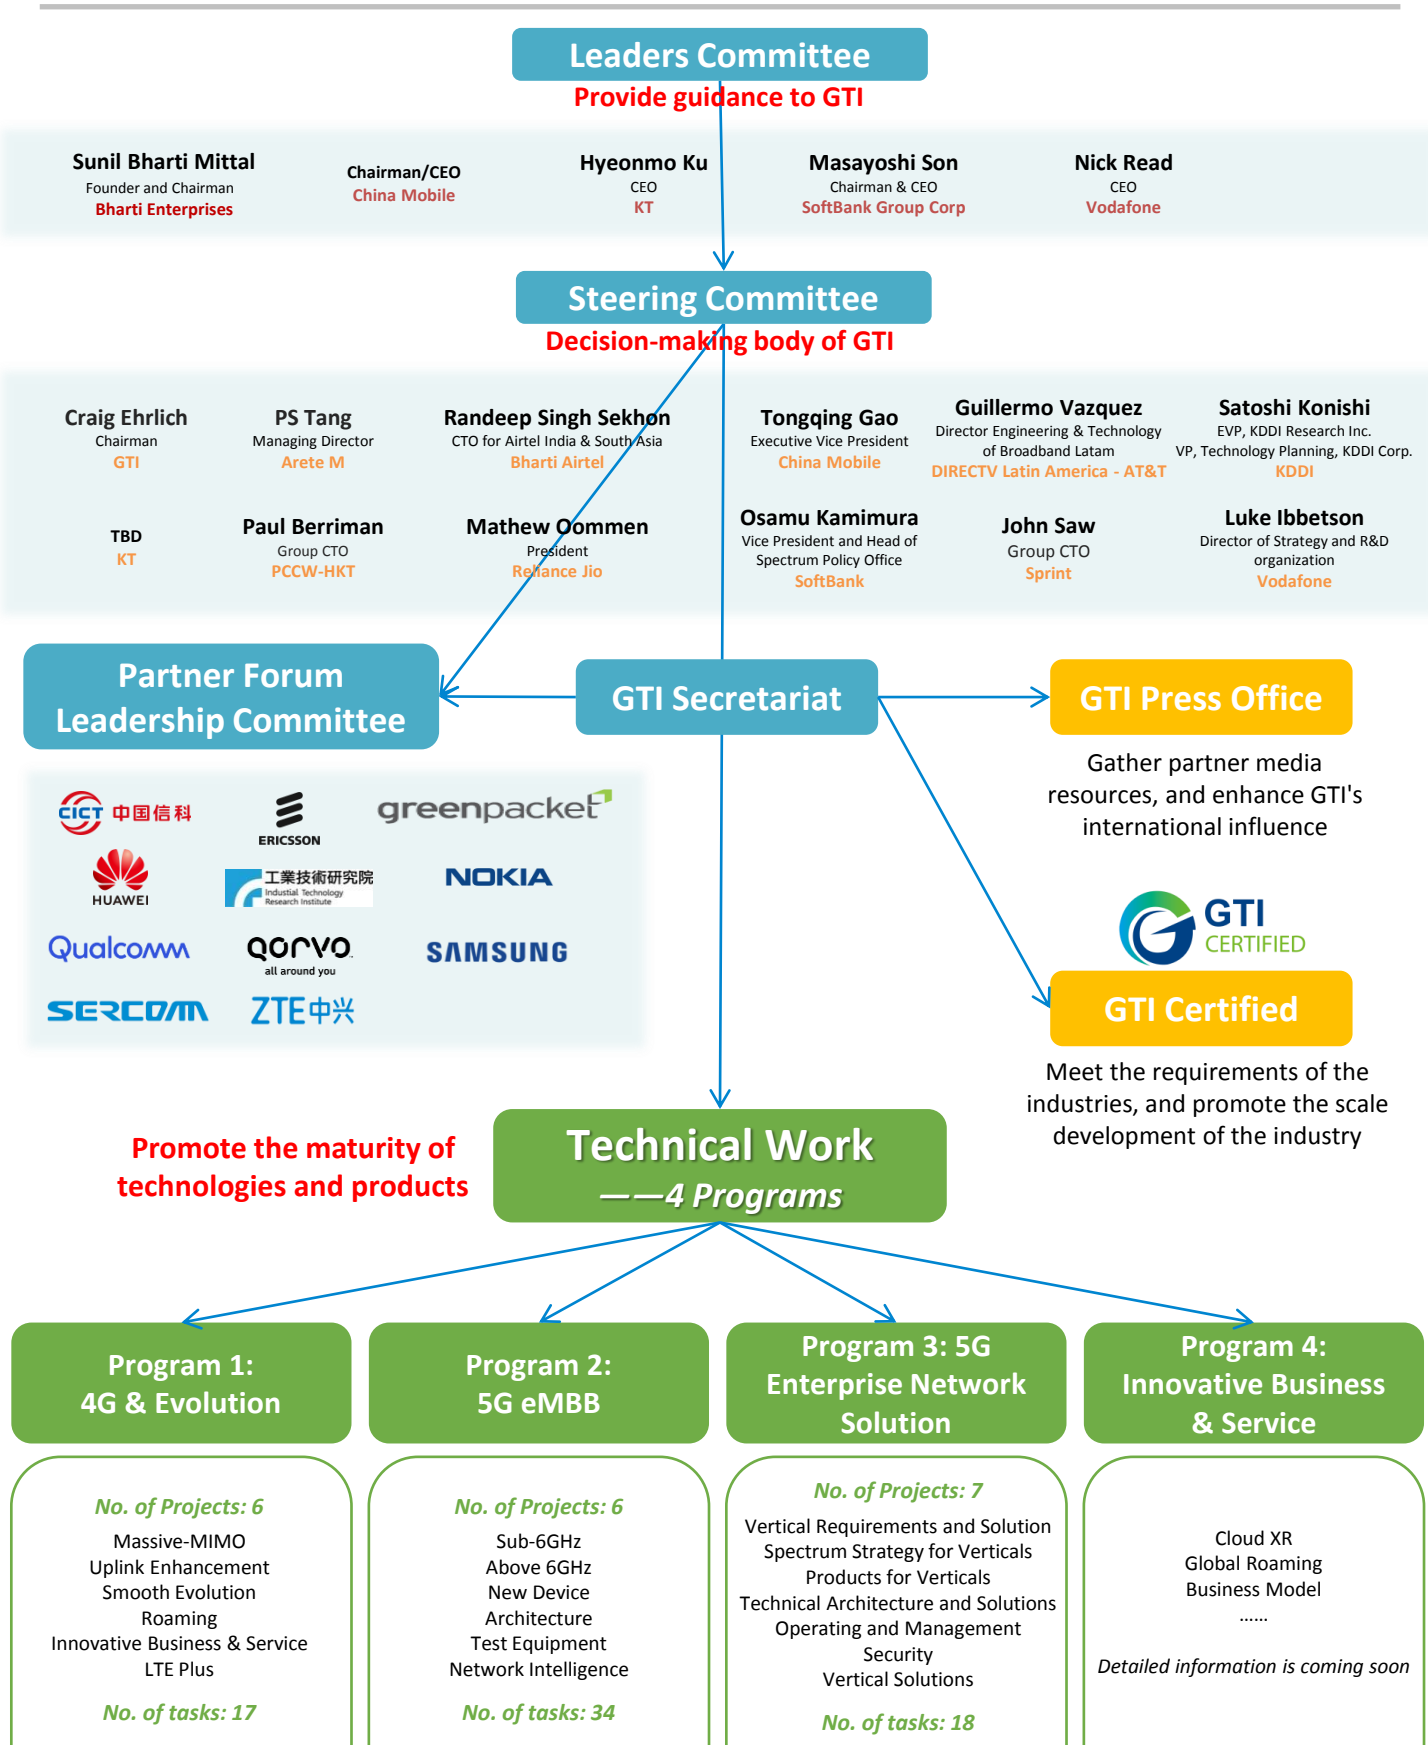 Leaders Committee
Provide guidance to GTI
Sunil Bharti Mittal
Founder and Chairman
Bharti Enterprises
Chairman/CEO
China Mobile
Hyeonmo Ku
CEO
KT
Masayoshi Son
Chairman & CEO
SoftBank Group Corp
Nick Read
CEO
Vodafone
Steering Committee
Decision-making body of GTI
Craig Ehrlich
Chairman
GTI
PS Tang
Managing Director
Arete M
Randeep Singh Sekhon
CTO for Airtel India & South Asia
Bharti Airtel
Tongqing Gao
Executive Vice President
China Mobile
Guillermo Vazquez
Director Engineering & Technology
of Broadband Latam
DIRECTV Latin America - AT&T
Satoshi Konishi
EVP, KDDI Research Inc.
VP, Technology Planning, KDDI Corp.
KDDI
TBD
KT
Paul Berriman
Group CTO
PCCW-HKT
Mathew Oommen
President
Reliance Jio
Osamu Kamimura
Vice President and Head of
Spectrum Policy Office
SoftBank
John Saw
Group CTO
Sprint
Luke Ibbetson
Director of Strategy and R&D
organization
Vodafone
Partner Forum
Leadership Committee
GTI Secretariat
GTI Press Office
Gather partner media
resources, and enhance GTI's
international influence
CICT 中国信科
ERICSSON
greenpacket
HUAWEI
工業技術研究院
Industial Technology
Research Institute
NOKIA
Qualcomm
QORVO
all around you
SAMSUNG
SERCOMM
ZTE中兴
GTI
CERTIFIED
GTI Certified
Meet the requirements of the
industries, and promote the scale
development of the industry
Promote the maturity of
technologies and products
Technical Work
——4 Programs
Program 1:
4G & Evolution
Program 2:
5G eMBB
Program 3: 5G
Enterprise Network
Solution
Program 4:
Innovative Business
& Service
No. of Projects: 6
Massive-MIMO
Uplink Enhancement
Smooth Evolution
Roaming
Innovative Business & Service
LTE Plus
No. of tasks: 17
No. of Projects: 6
Sub-6GHz
Above 6GHz
New Device
Architecture
Test Equipment
Network Intelligence
No. of tasks: 34
No. of Projects: 7
Vertical Requirements and Solution
Spectrum Strategy for Verticals
Products for Verticals
Technical Architecture and Solutions
Operating and Management
Security
Vertical Solutions
No. of tasks: 18
Cloud XR
Global Roaming
Business Model
……
Detailed information is coming soon